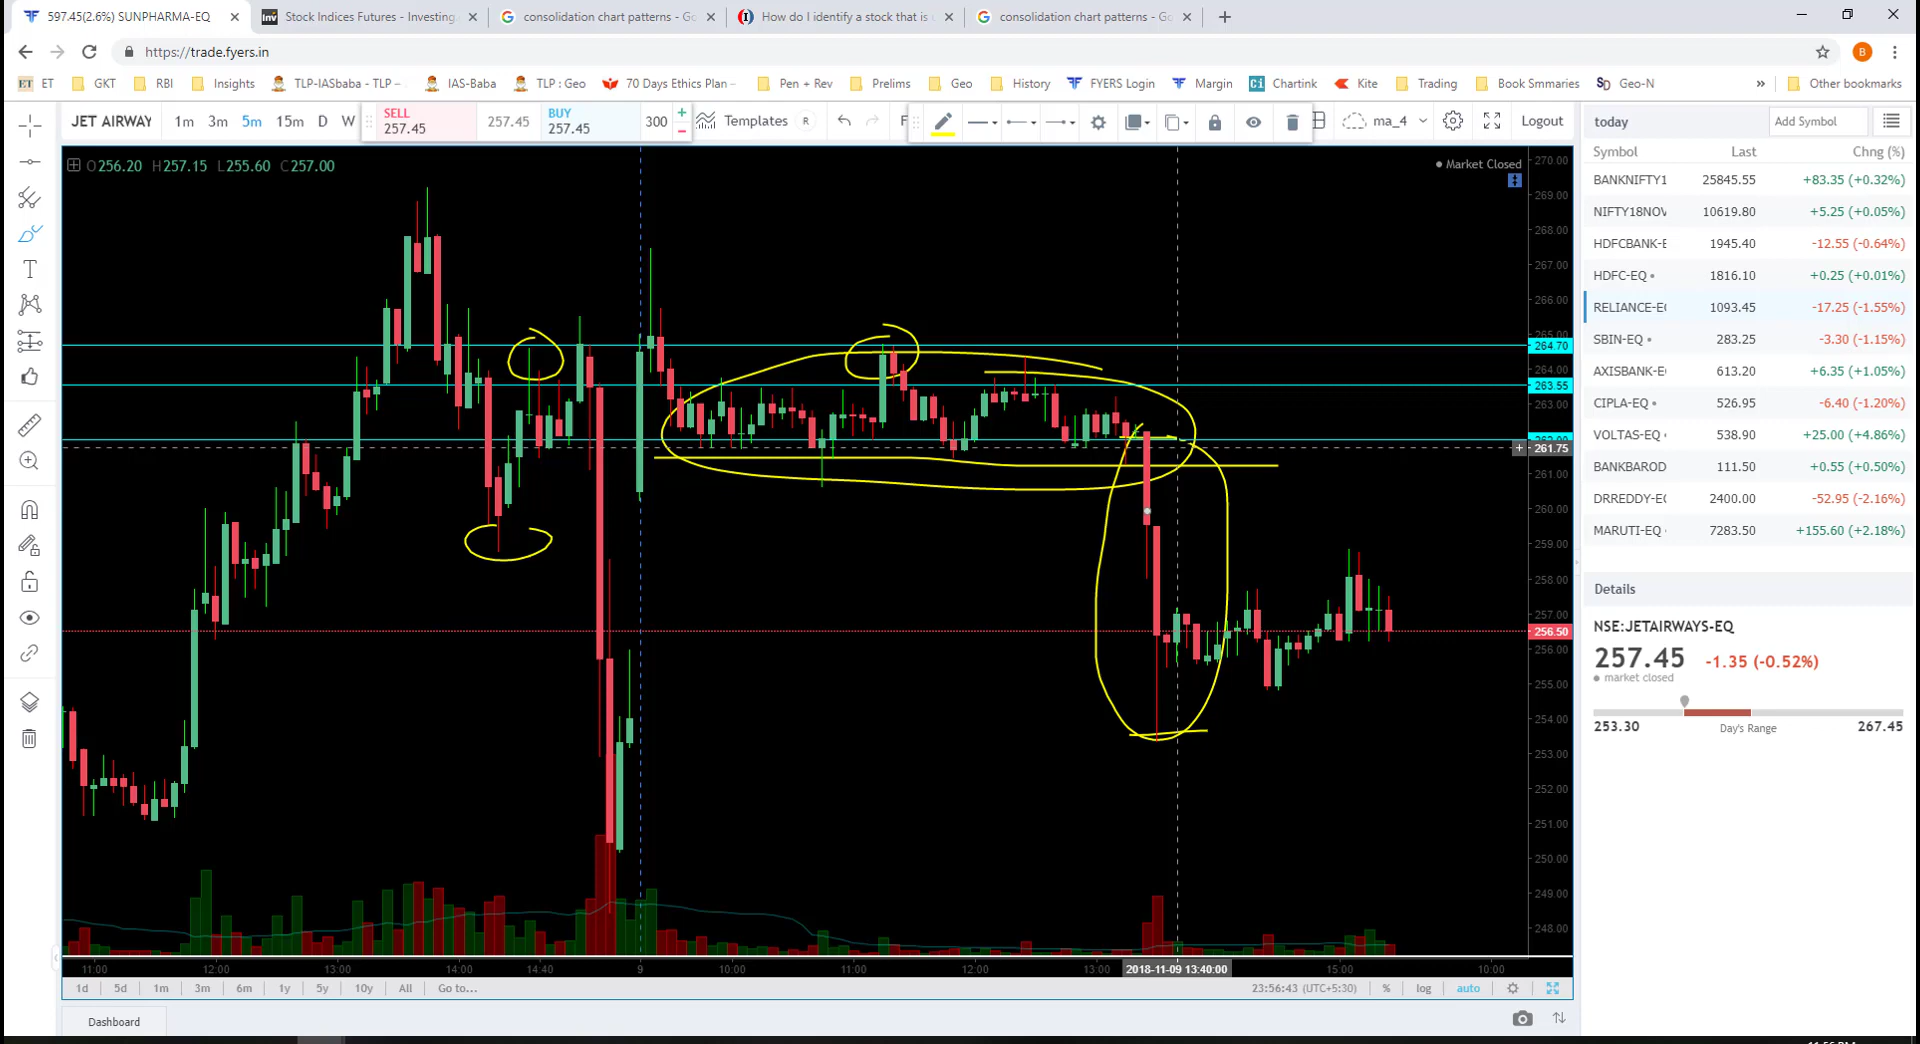 597.45(2.6%) SUNPHARMA-EQ
Stock Indices Futures - Investing.
consolidation chart patterns - Go
How do I identify a stock that is
consolidation chart patterns - Go
https://trade.fyers.in
B
ET GKT RBI Insights TLP-IASbaba - TLP – IAS-Baba TLP : Geo 70 Days Ethics Plan – Pen + Rev Prelims Geo History FYERS Login Margin Chartink Kite Trading Book Smmaries Geo-N » Other bookmarks
JET AIRWAY 1m 3m 5m 15m D W
SELL
257.45
257.45
BUY
257.45
300
Templates R
ma_4
Logout
O256.20 H257.15 L255.60 C257.00
Market Closed
270.00
269.00
268.00
267.00
266.00
265.00
264.70
264.00
263.55
263.00
261.75
261.00
260.00
259.00
258.00
257.00
256.50
256.00
255.00
254.00
253.00
252.00
251.00
250.00
249.00
248.00
11:00 12:00 13:00 14:00 14:40 9 10:00 11:00 12:00 13:00 2018-11-09 13:40:00 15:00 10:00
1d 5d 1m 3m 6m 1y 5y 10y All Go to...
23:56:43 (UTC+5:30) % log auto
Dashboard
today
Add Symbol
Symbol Last Chng (%)
BANKNIFTY1 25845.55 +83.35 (+0.32%)
NIFTY18NOV 10619.80 +5.25 (+0.05%)
HDFCBANK-E 1945.40 -12.55 (-0.64%)
HDFC-EQ 1816.10 +0.25 (+0.01%)
RELIANCE-EQ 1093.45 -17.25 (-1.55%)
SBIN-EQ 283.25 -3.30 (-1.15%)
AXISBANK-E 613.20 +6.35 (+1.05%)
CIPLA-EQ 526.95 -6.40 (-1.20%)
VOLTAS-EQ 538.90 +25.00 (+4.86%)
BANKBAROD 111.50 +0.55 (+0.50%)
DRREDDY-EQ 2400.00 -52.95 (-2.16%)
MARUTI-EQ 7283.50 +155.60 (+2.18%)
Details
NSE:JETAIRWAYS-EQ
257.45 -1.35 (-0.52%)
market closed
253.30 Day's Range 267.45